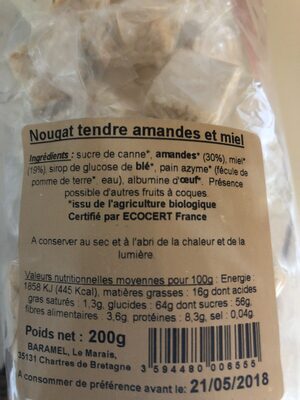 Nougat tendre amandes et miel
Ingrédients : sucre de canne*, amandes* (30%), miel*
(19%), sirop de glucose de blé*, pain azyme* (fécule de
pomme de terre* eau), albumine d'œuf*. Présence
possible d'autres fruits à coques.
*issu de l'agriculture biologique
Certifié par ECOCERT France
A conserver au sec et à l'abri de la chaleur et de la
lumière.
Valeurs nutritionnelles moyennes pour 100g : Energie :
1858 KJ (445 Kcal), matières grasses : 16g dont acides
gras saturés : 1,3g, glucides : 64g dont sucres : 56g,
fibres alimentaires : 3,6g, protéines : 8,3g, sel : 0,04g.
Poids net : 200g
BARAMEL, Le Marais,
35131 Chartres de Bretagne
3 594480 008555
A consommer de préférence avant le: 21/05/2018